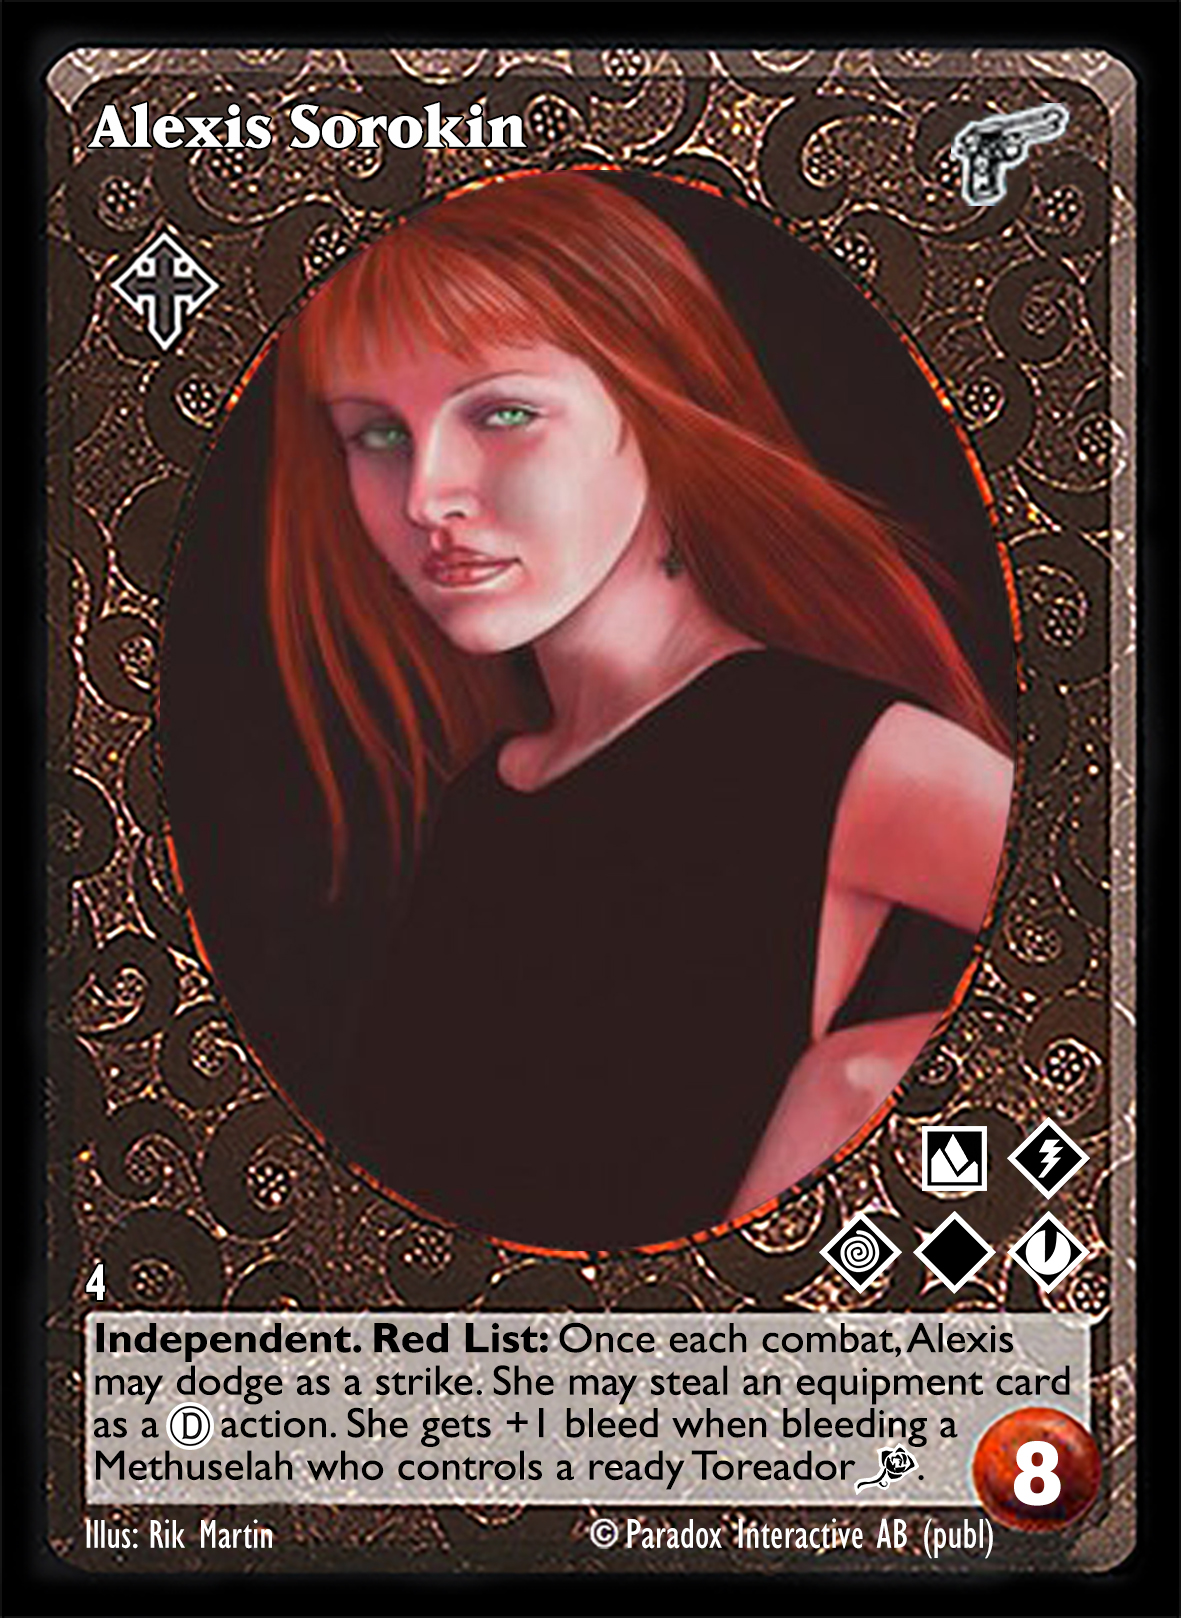 Alexis Sorokin
4
Independent. Red List: Once each combat, Alexis
may dodge as a strike. She may steal an equipment card
as a Ⓓ action. She gets +1 bleed when bleeding a
Methuselah who controls a ready Toreador .
8
Illus: Rik Martin © Paradox Interactive AB (publ)